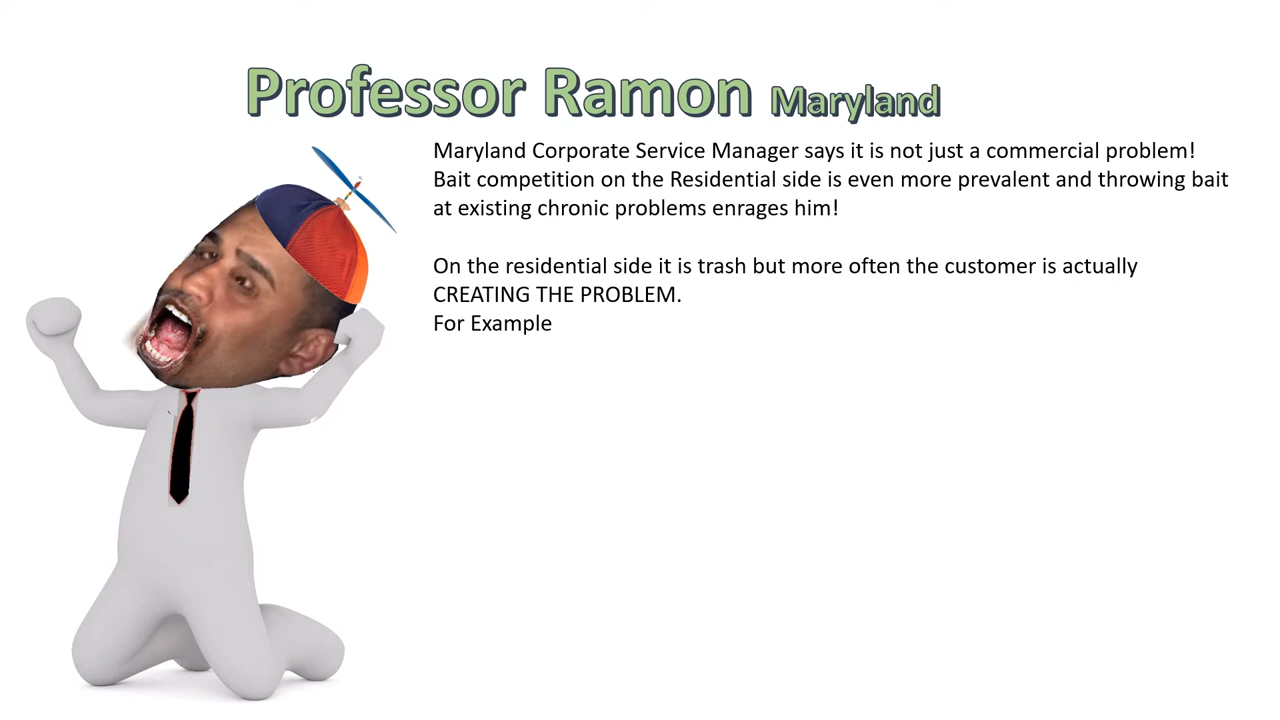 Professor Ramon Maryland
Maryland Corporate Service Manager says it is not just a commercial problem!
Bait competition on the Residential side is even more prevalent and throwing bait
at existing chronic problems enrages him!
On the residential side it is trash but more often the customer is actually
CREATING THE PROBLEM.
For Example